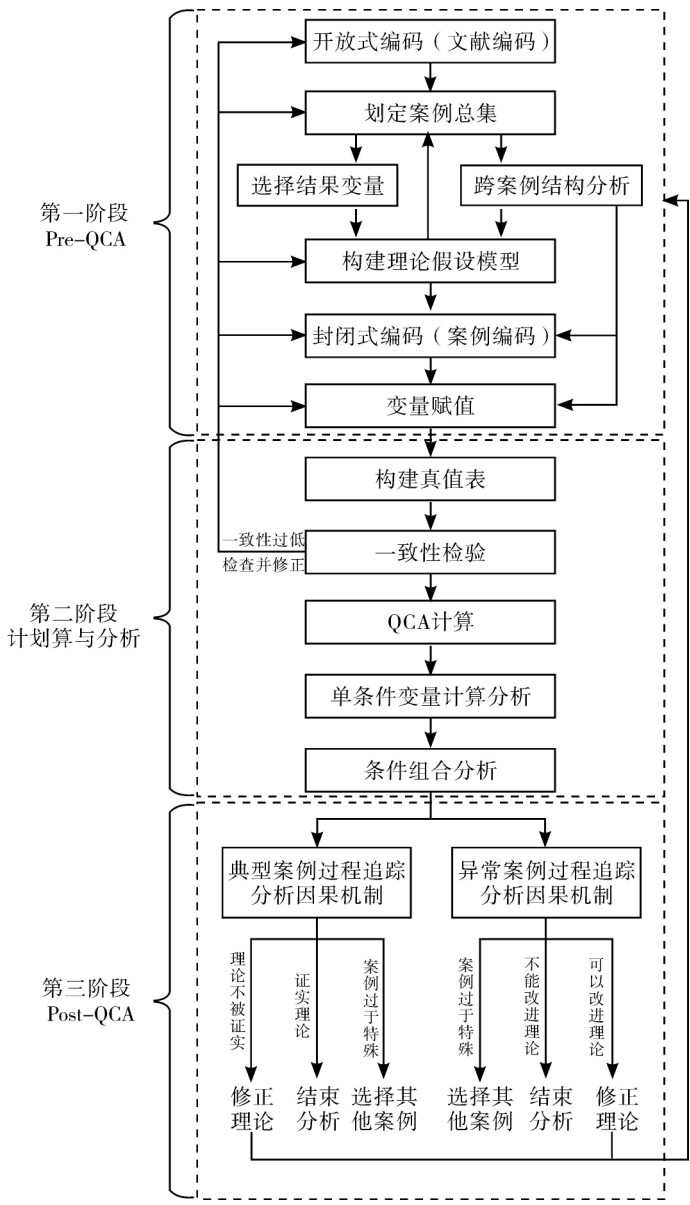 开放式编码（文献编码）
划定案例总集
选择结果变量
跨案例结构分析
第一阶段
Pre-QCA
构建理论假设模型
封闭式编码（案例编码）
变量赋值
构建真值表
一致性过低
检查并修正
一致性检验
第二阶段
计划算与分析
QCA计算
单条件变量计算分析
条件组合分析
典型案例过程追踪
分析因果机制
异常案例过程追踪
分析因果机制
第三阶段
Post-QCA
理论不被证实
证实理论
案例过于特殊
案例过于特殊
不能改进理论
可以改进理论
修正
理论
结束
分析
选择其
他案例
选择其
他案例
结束
分析
修正
理论